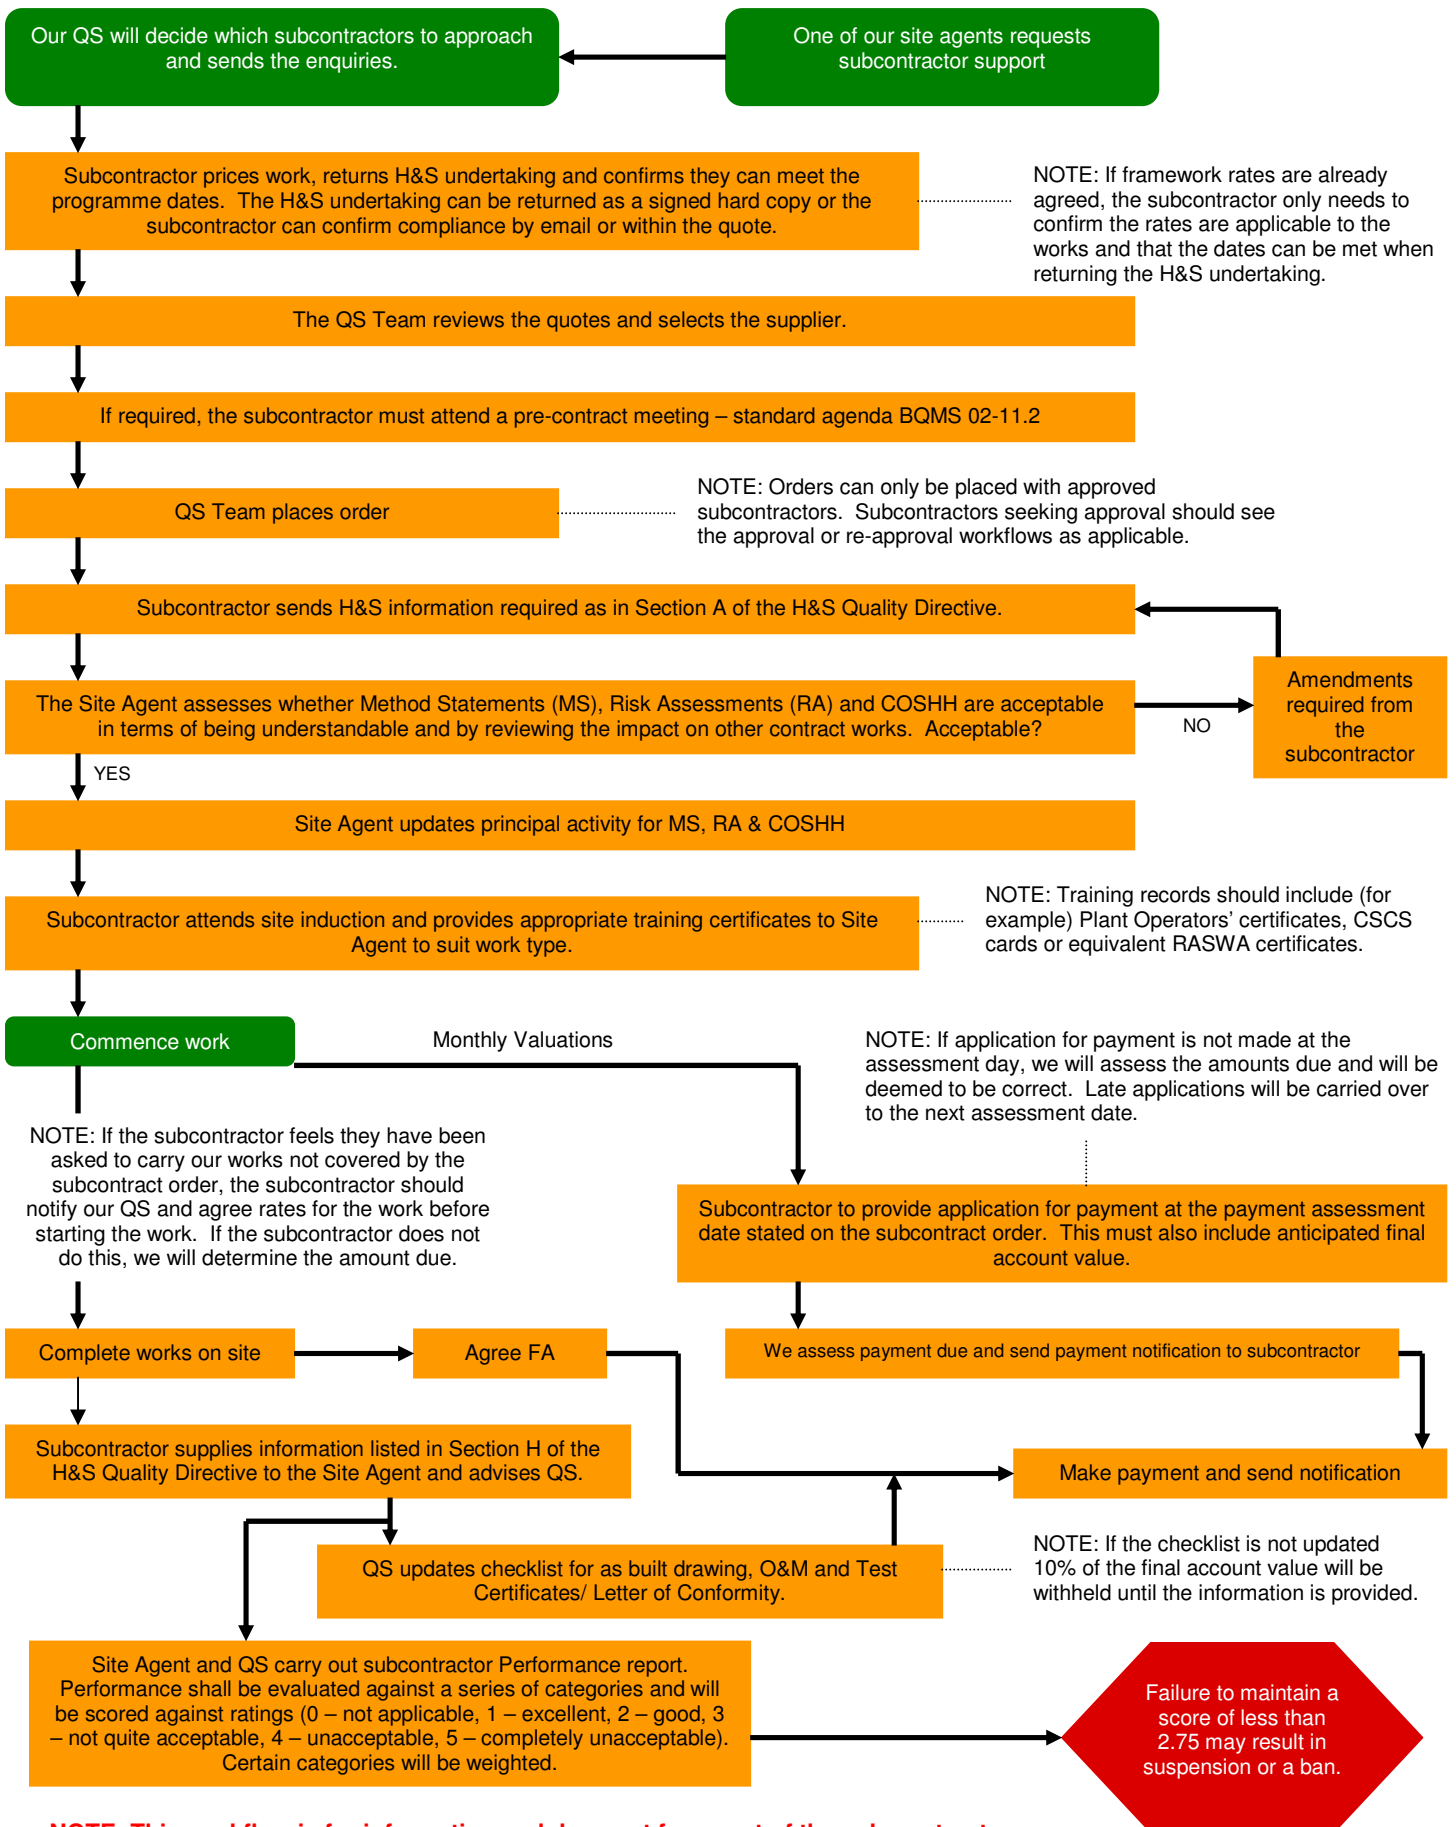 Our QS will decide which subcontractors to approach
and sends the enquiries.
One of our site agents requests
subcontractor support
Subcontractor prices work, returns H&S undertaking and confirms they can meet the
programme dates.  The H&S undertaking can be returned as a signed hard copy or the
subcontractor can confirm compliance by email or within the quote.
NOTE: If framework rates are already
agreed, the subcontractor only needs to
confirm the rates are applicable to the
works and that the dates can be met when
returning the H&S undertaking.
The QS Team reviews the quotes and selects the supplier.
If required, the subcontractor must attend a pre-contract meeting – standard agenda BQMS 02-11.2
QS Team places order
NOTE: Orders can only be placed with approved
subcontractors.  Subcontractors seeking approval should see
the approval or re-approval workflows as applicable.
Subcontractor sends H&S information required as in Section A of the H&S Quality Directive.
The Site Agent assesses whether Method Statements (MS), Risk Assessments (RA) and COSHH are acceptable
in terms of being understandable and by reviewing the impact on other contract works.  Acceptable?
NO
Amendments
required from
the
subcontractor
YES
Site Agent updates principal activity for MS, RA & COSHH
Subcontractor attends site induction and provides appropriate training certificates to Site
Agent to suit work type.
NOTE: Training records should include (for
example) Plant Operators’ certificates, CSCS
cards or equivalent RASWA certificates.
Commence work
Monthly Valuations
NOTE: If application for payment is not made at the
assessment day, we will assess the amounts due and will be
deemed to be correct.  Late applications will be carried over
to the next assessment date.
NOTE: If the subcontractor feels they have been
asked to carry our works not covered by the
subcontract order, the subcontractor should
notify our QS and agree rates for the work before
starting the work.  If the subcontractor does not
do this, we will determine the amount due.
Subcontractor to provide application for payment at the payment assessment
date stated on the subcontract order.  This must also include anticipated final
account value.
Complete works on site
Agree FA
We assess payment due and send payment notification to subcontractor
Subcontractor supplies information listed in Section H of the
H&S Quality Directive to the Site Agent and advises QS.
Make payment and send notification
QS updates checklist for as built drawing, O&M and Test
Certificates/ Letter of Conformity.
NOTE: If the checklist is not updated
10% of the final account value will be
withheld until the information is provided.
Site Agent and QS carry out subcontractor Performance report.
Performance shall be evaluated against a series of categories and will
be scored against ratings (0 – not applicable, 1 – excellent, 2 – good, 3
– not quite acceptable, 4 – unacceptable, 5 – completely unacceptable).
Certain categories will be weighted.
Failure to maintain a
score of less than
2.75 may result in
suspension or a ban.